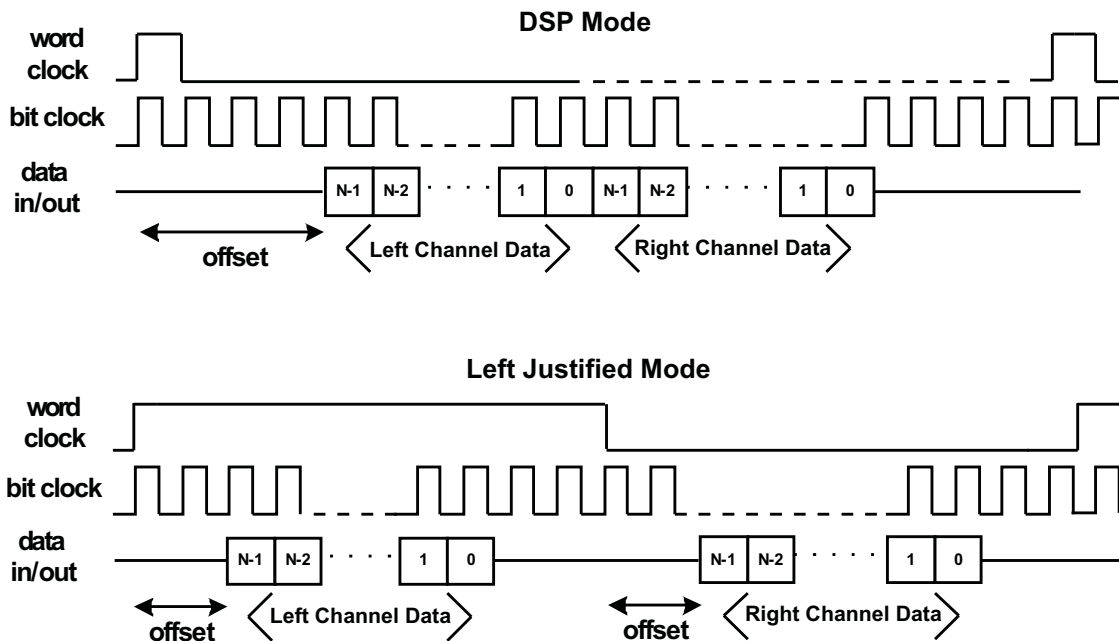 DSP Mode
word
clock
bit clock
data
in/out
N-1 N-2 · · · · · 1 0 N-1 N-2 · · · · · 1 0
offset
Left Channel Data
Right Channel Data
Left Justified Mode
word
clock
bit clock
data
in/out
N-1 N-2 · · · · · 1 0 N-1 N-2 · · · · · · 1 0
offset
Left Channel Data
offset
Right Channel Data